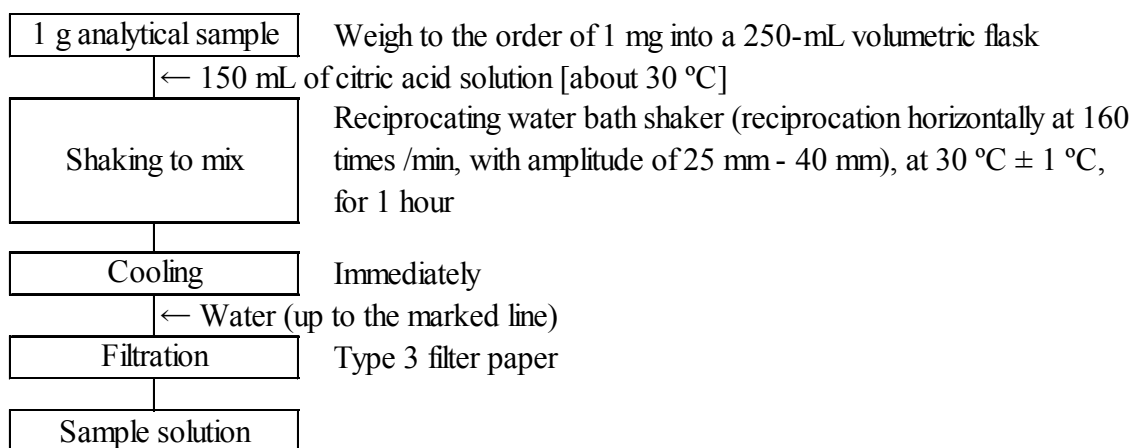 1 g analytical sample Weigh to the order of 1 mg into a 250-mL volumetric flask
← 150 mL of citric acid solution [about 30 ºC]
Reciprocating water bath shaker (reciprocation horizontally at 160
Shaking to mix times /min, with amplitude of 25 mm - 40 mm), at 30 ºC ± 1 ºC,
for 1 hour
Cooling Immediately
← Water (up to the marked line)
Filtration Type 3 filter paper
Sample solution